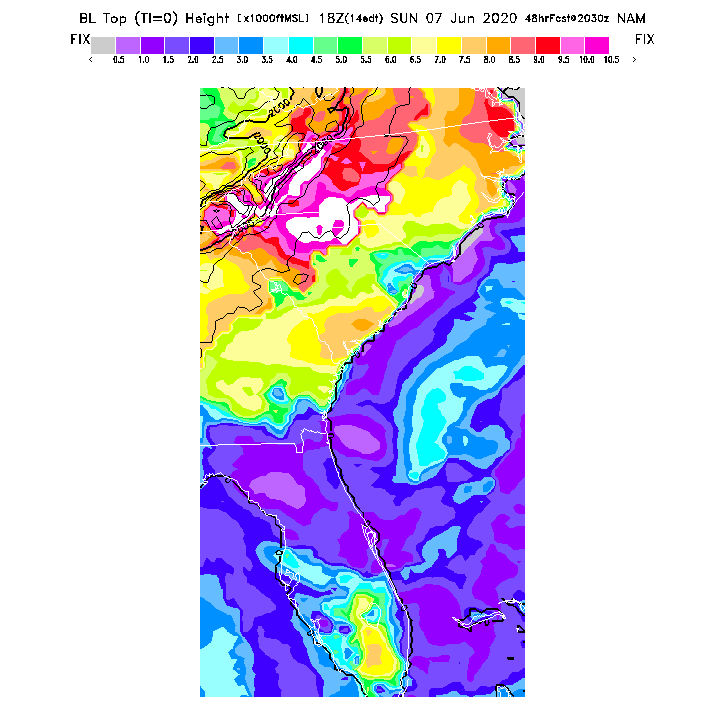 BL Top (TI=0) Height [x1000ftMSL] 18Z(14edt) SUN 07 Jun 2020 48hrFcst@2030z NAM
FIX FIX
< 0.5 1.0 1.5 2.0 2.5 3.0 3.5 4.0 4.5 5.0 5.5 6.0 6.5 7.0 7.5 8.0 8.5 9.0 9.5 10.0 10.5 >
2000
2000